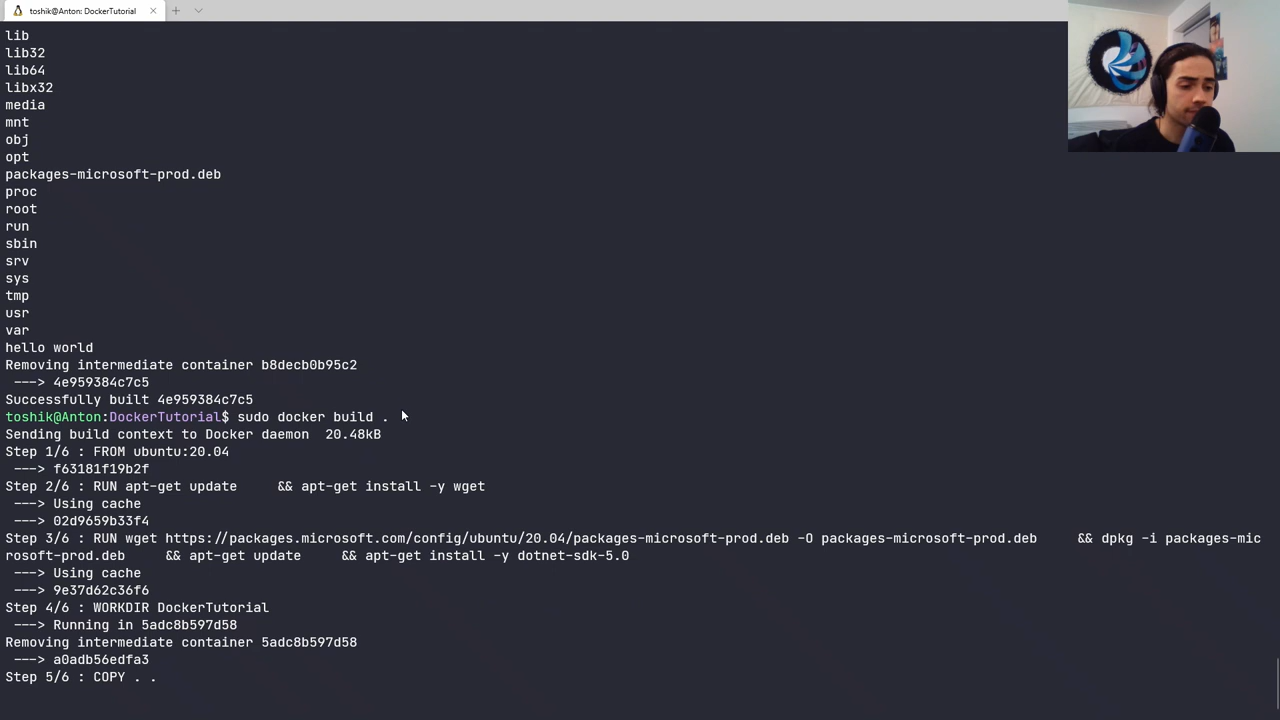 toshik@Anton: DockerTutorial
lib
lib32
lib64
libx32
media
mnt
obj
opt
packages-microsoft-prod.deb
proc
root
run
sbin
srv
sys
tmp
usr
var
hello world
Removing intermediate container b8decb0b95c2
 ---> 4e959384c7c5
Successfully built 4e959384c7c5
toshik@Anton:DockerTutorial$ sudo docker build .
Sending build context to Docker daemon  20.48kB
Step 1/6 : FROM ubuntu:20.04
 ---> f63181f19b2f
Step 2/6 : RUN apt-get update     && apt-get install -y wget
 ---> Using cache
 ---> 02d9659b33f4
Step 3/6 : RUN wget https://packages.microsoft.com/config/ubuntu/20.04/packages-microsoft-prod.deb -O packages-microsoft-prod.deb     && dpkg -i packages-mic
rosoft-prod.deb     && apt-get update     && apt-get install -y dotnet-sdk-5.0
 ---> Using cache
 ---> 9e37d62c36f6
Step 4/6 : WORKDIR DockerTutorial
 ---> Running in 5adc8b597d58
Removing intermediate container 5adc8b597d58
 ---> a0adb56edfa3
Step 5/6 : COPY . .